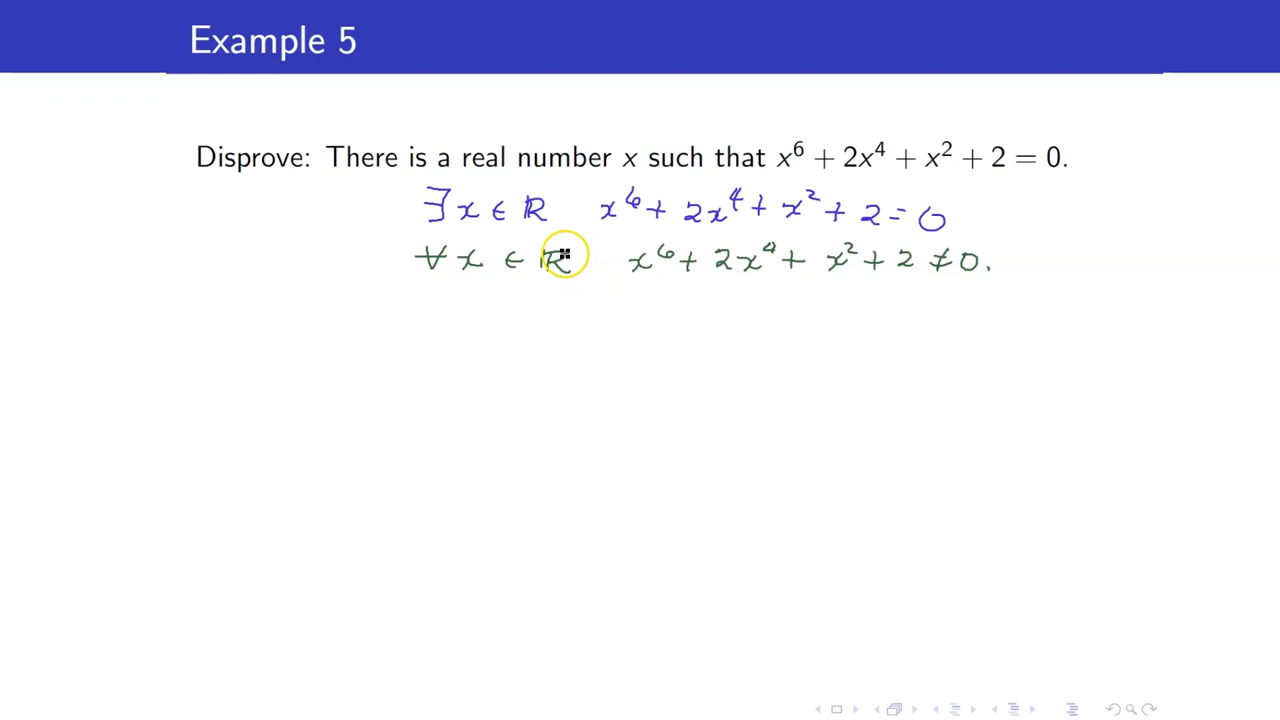 Example 5
Disprove: There is a real number x such that x⁶ + 2x⁴ + x² + 2 = 0.
∃ x ∈ ℝ x⁶ + 2x⁴ + x² + 2 = 0
∀ x ∈ ℝ x⁶ + 2x⁴ + x² + 2 ≠ 0.